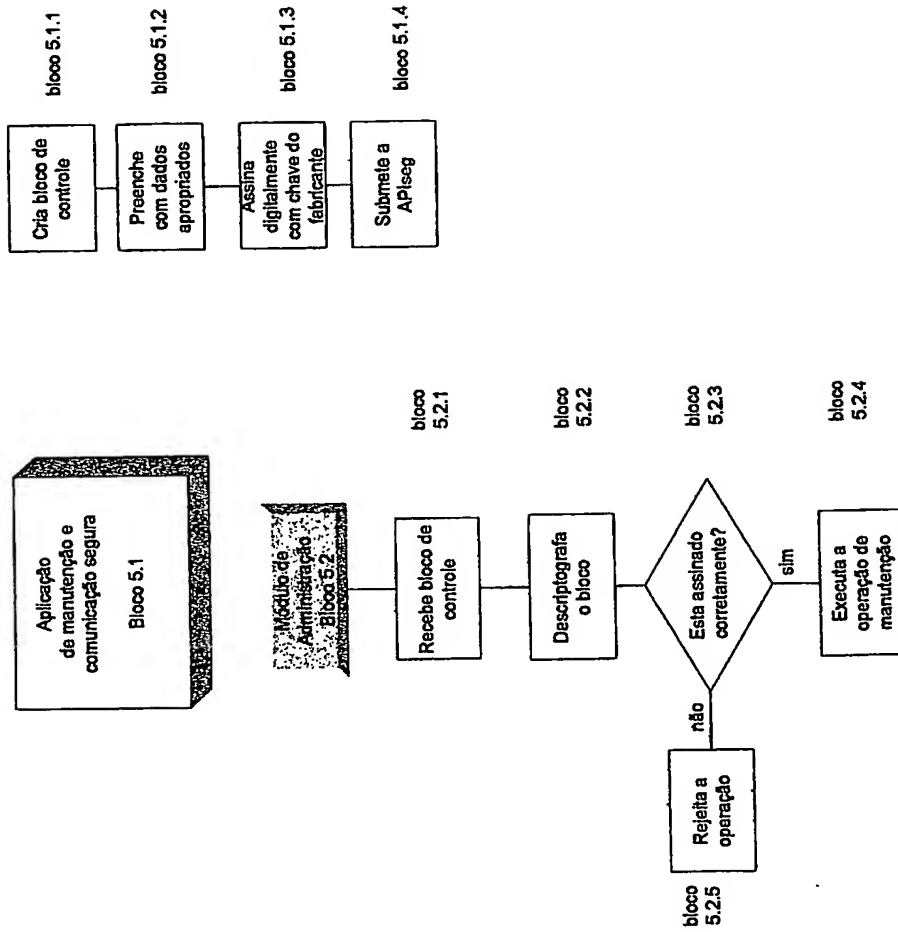 Aplicação
de manutenção e
comunicação segura
Bloco 5.1
Cria bloco de
controle
bloco 5.1.1
Preenche
com dados
apropriados
bloco 5.1.2
Assina
digitalmente
com chave do
fabricante
bloco 5.1.3
Submete a
APIseg
bloco 5.1.4
Módulo de
Administração
Bloco 5.2
Recebe bloco de
controle
bloco
5.2.1
Descriptografa
o bloco
bloco
5.2.2
Esta assinado
corretamente?
bloco
5.2.3
não
sim
Rejeita a
operação
bloco
5.2.5
Executa a
operação de
manutenção
bloco
5.2.4